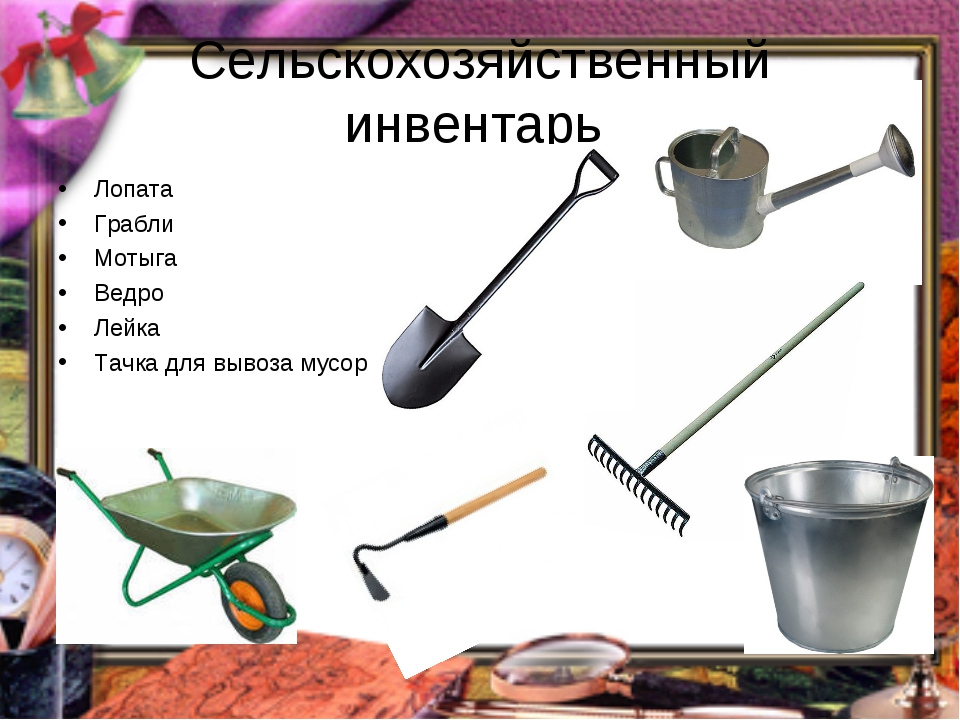 Сельскохозяйственный
инвентарь
• Лопата
• Грабли
• Мотыга
• Ведро
• Лейка
• Тачка для вывоза мусор